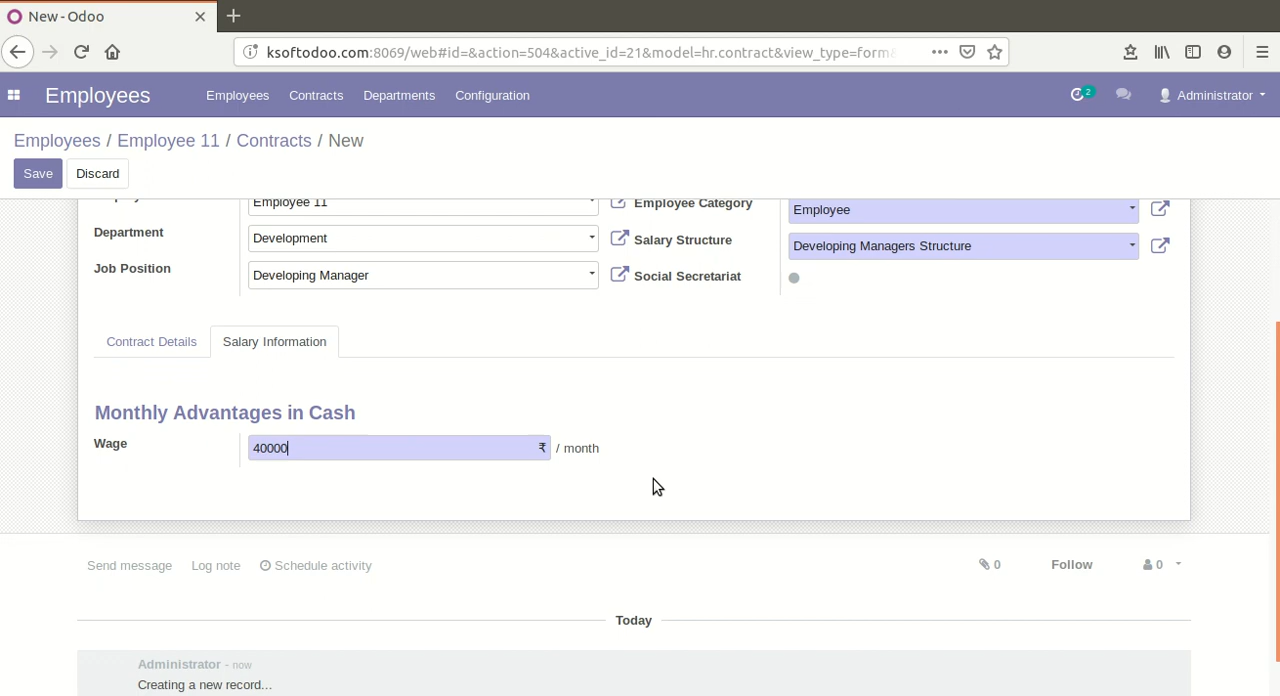 New - Odoo
ksoftodoo.com:8069/web#id=&action=504&active_id=21&model=hr.contract&view_type=form&
Employees
Employees Contracts Departments Configuration
2
Administrator
Employees / Employee 11 / Contracts / New
Save Discard
Employee 11
Employee Category
Employee
Department
Development
Salary Structure
Developing Managers Structure
Job Position
Developing Manager
Social Secretariat
Contract Details Salary Information
Monthly Advantages in Cash
Wage
40000 ₹ / month
Send message Log note Schedule activity
0 Follow 0
Today
Administrator - now
Creating a new record...